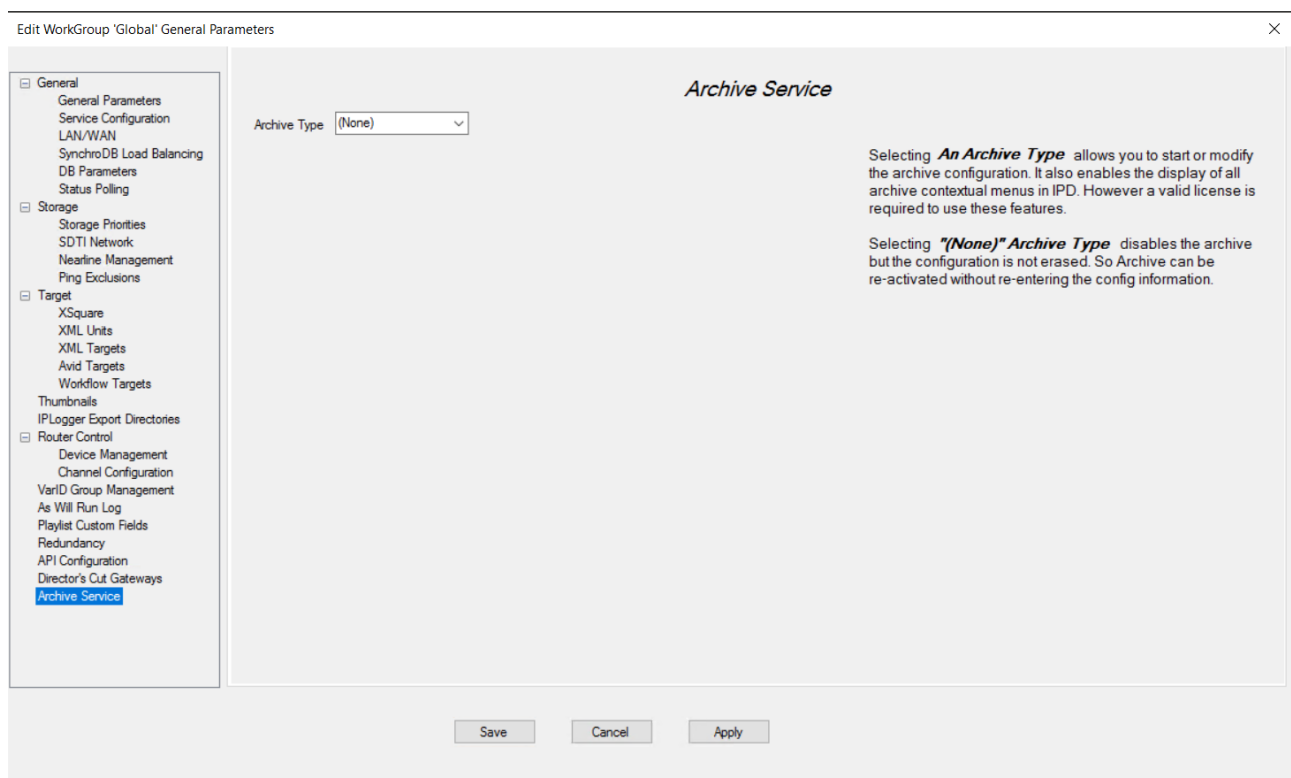 Edit WorkGroup 'Global' General Parameters
General
General Parameters
Service Configuration
LAN/WAN
SynchroDB Load Balancing
DB Parameters
Status Polling
Storage
Storage Priorities
SDTI Network
Nearline Management
Ping Exclusions
Target
XSquare
XML Units
XML Targets
Avid Targets
Workflow Targets
Thumbnails
IPLogger Export Directories
Router Control
Device Management
Channel Configuration
VarID Group Management
As Will Run Log
Playlist Custom Fields
Redundancy
API Configuration
Director's Cut Gateways
Archive Service
Archive Service
Archive Type (None)
Selecting An Archive Type allows you to start or modify
the archive configuration. It also enables the display of all
archive contextual menus in IPD. However a valid license is
required to use these features.
Selecting "(None)" Archive Type disables the archive
but the configuration is not erased. So Archive can be
re-activated without re-entering the config information.
Save Cancel Apply